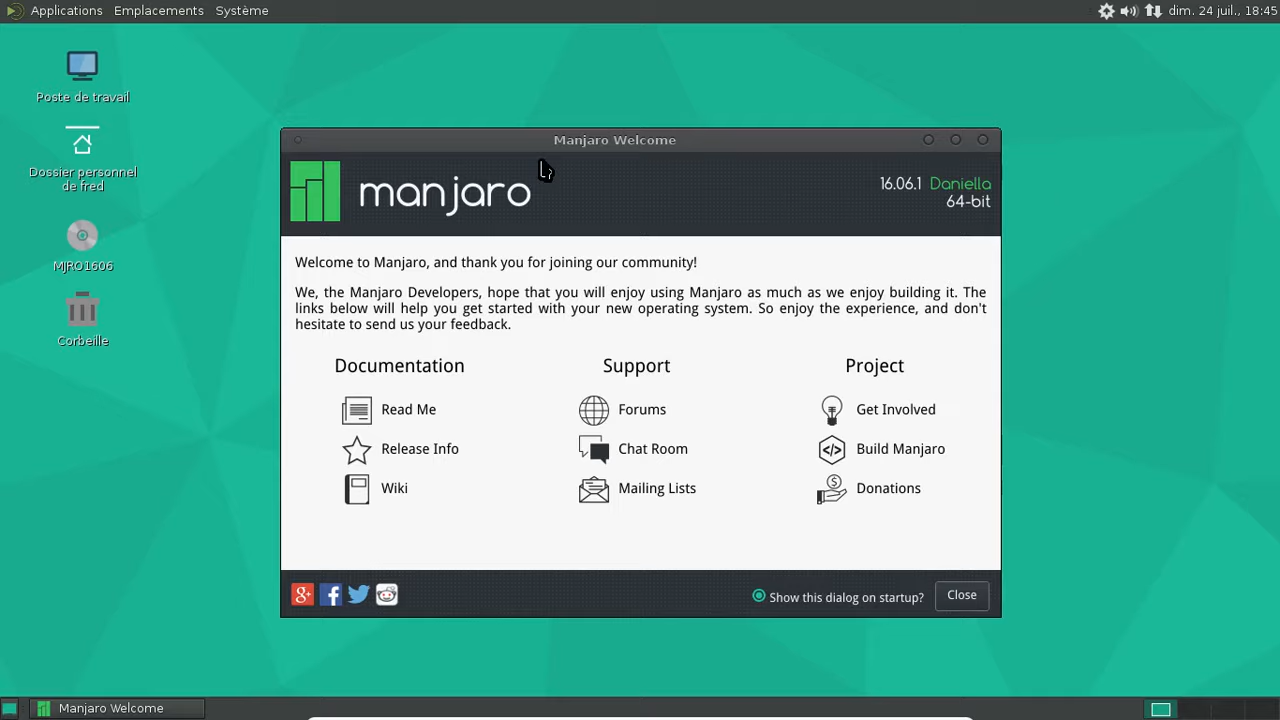 Applications Emplacements Système
dim. 24 juil., 18:45
Poste de travail
Dossier personnel
de fred
MJRO1606
Corbeille
Manjaro Welcome
manjaro
16.06.1 Daniella
64-bit
Welcome to Manjaro, and thank you for joining our community!
We, the Manjaro Developers, hope that you will enjoy using Manjaro as much as we enjoy building it. The
links below will help you get started with your new operating system. So enjoy the experience, and don't
hesitate to send us your feedback.
Documentation
Read Me
Release Info
Wiki
Support
Forums
Chat Room
Mailing Lists
Project
Get Involved
Build Manjaro
Donations
Show this dialog on startup?
Close
Manjaro Welcome